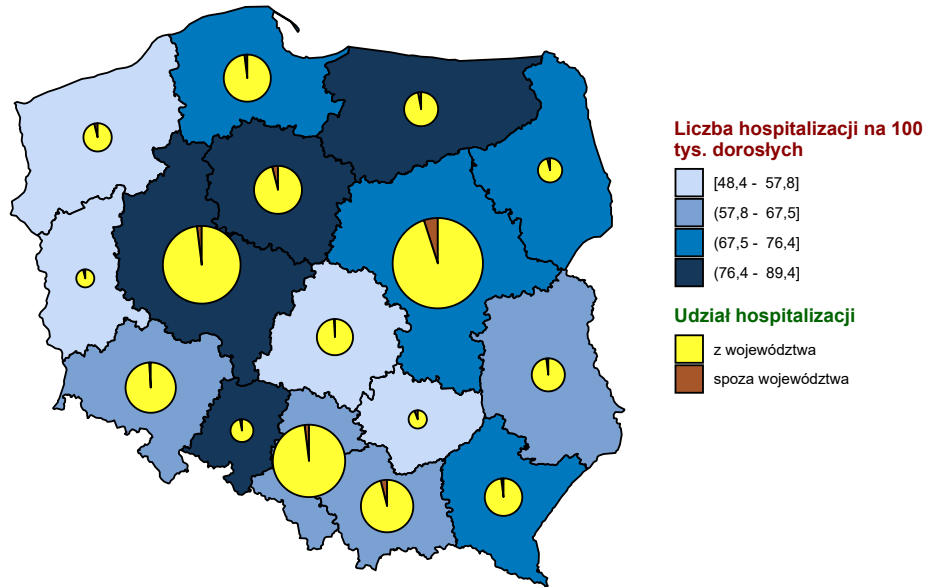 Liczba hospitalizacji na 100
tys. dorosłych
[48,4 - 57,8]
(57,8 - 67,5]
(67,5 - 76,4]
(76,4 - 89,4]
Udział hospitalizacji
z województwa
spoza województwa